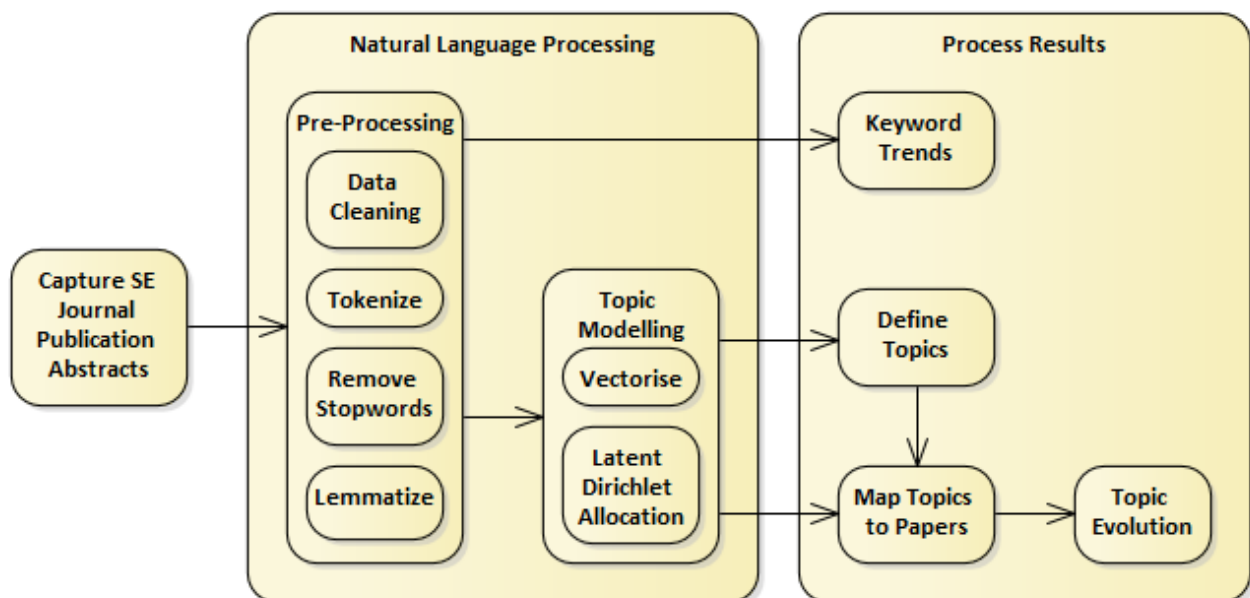 Natural Language Processing
Process Results
Pre-Processing
Data
Cleaning
Tokenize
Remove
Stopwords
Lemmatize
Capture SE
Journal
Publication
Abstracts
Topic
Modelling
Vectorise
Latent
Dirichlet
Allocation
Keyword
Trends
Define
Topics
Map Topics
to Papers
Topic
Evolution